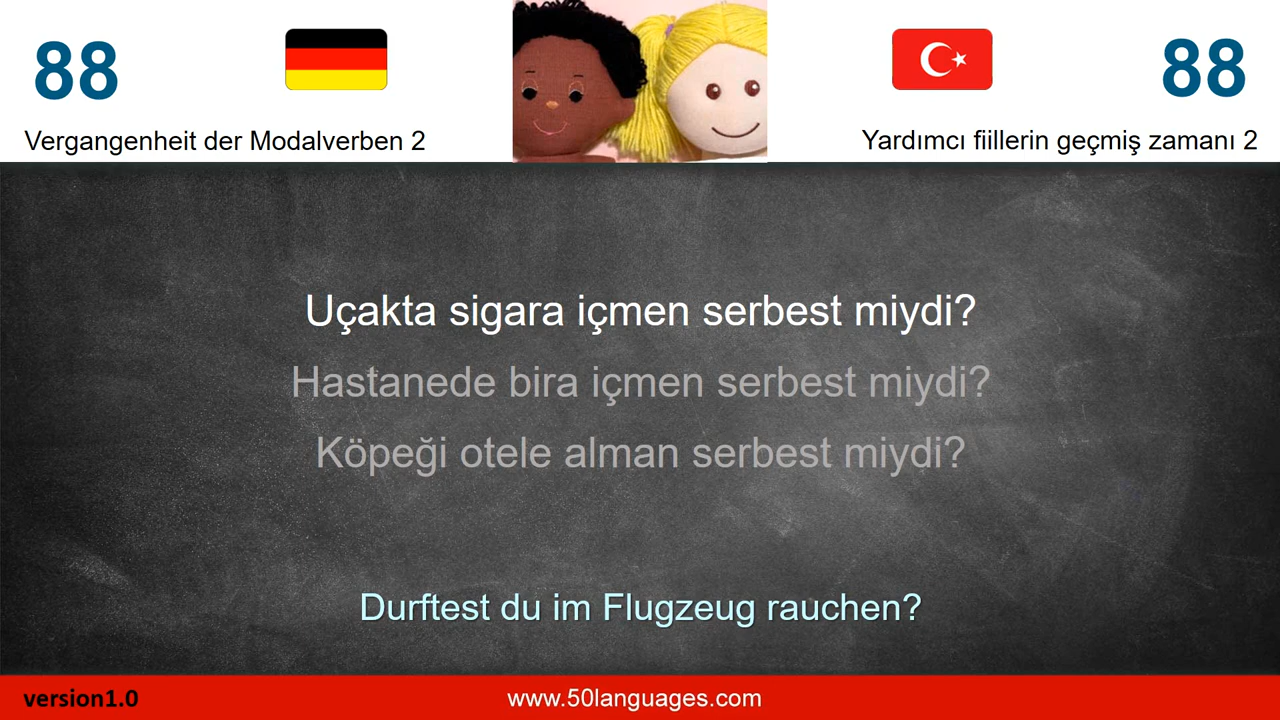 88
88
Vergangenheit der Modalverben 2
Yardımcı fiillerin geçmiş zamanı 2
Uçakta sigara içmen serbest miydi?
Hastanede bira içmen serbest miydi?
Köpeği otele alman serbest miydi?
Durftest du im Flugzeug rauchen?
version1.0
www.50languages.com